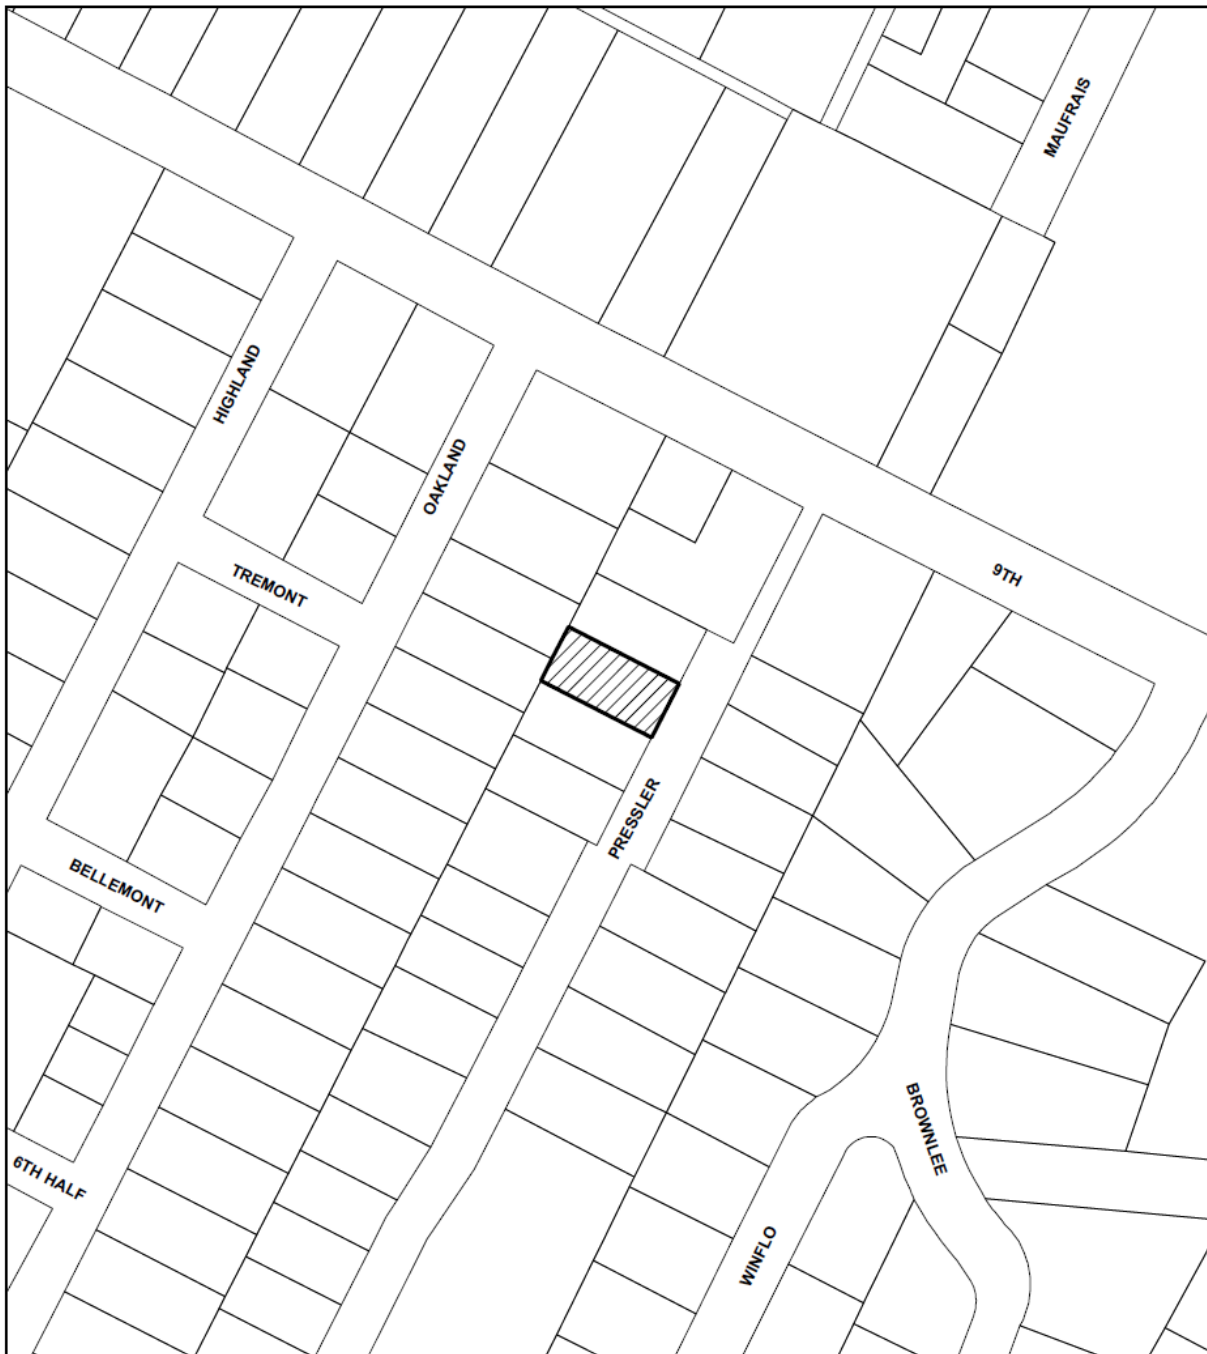 MAUFRAIS
HIGHLAND
OAKLAND
TREMONT
9TH
PRESSLER
BELLEMONT
BROWNLEE
6TH HALF
WINFLO